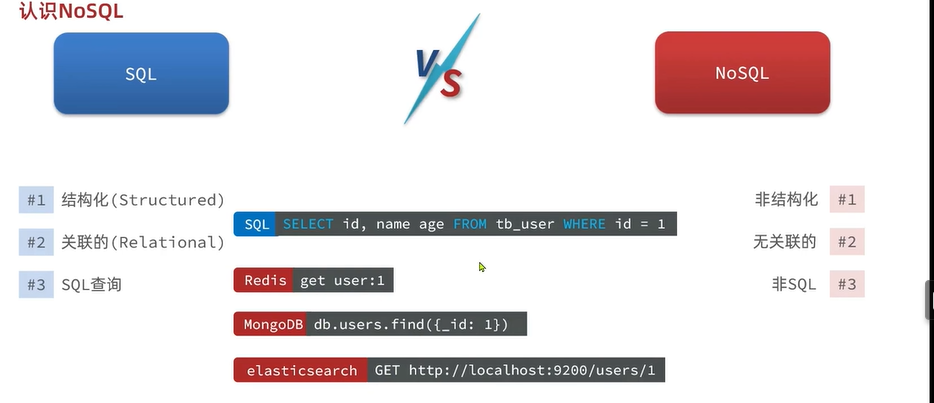 认识NoSQL
SQL
VS
NoSQL
#1 结构化(Structured)
#2 关联的(Relational)
#3 SQL查询
SQL SELECT id, name age FROM tb_user WHERE id = 1
Redis get user:1
MongoDB db.users.find({_id: 1})
elasticsearch GET http://localhost:9200/users/1
非结构化 #1
无关联的 #2
非SQL #3